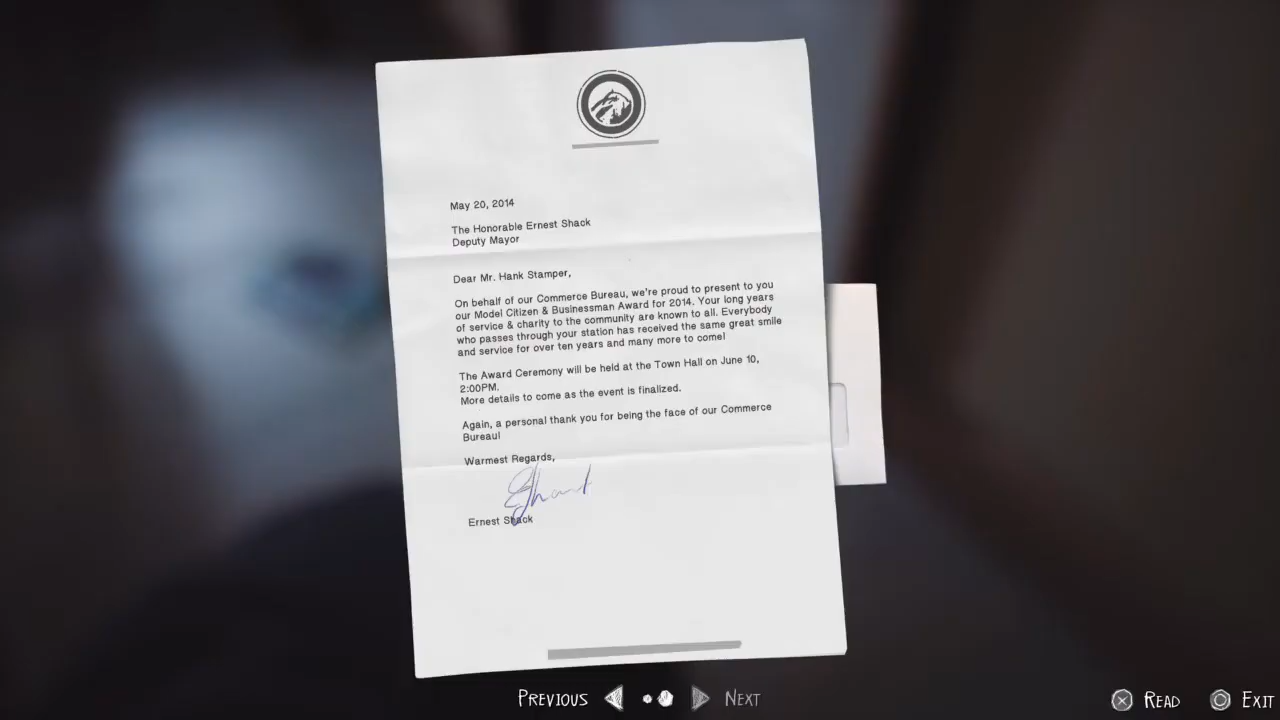 May 20, 2014
The Honorable Ernest Shack
Deputy Mayor
Dear Mr. Hank Stamper,
On behalf of our Commerce Bureau, we're proud to present to you
our Model Citizen & Businessman Award for 2014. Your long years
of service & charity to the community are known to all. Everybody
who passes through your station has received the same great smile
and service for over ten years and many more to come!
The Award Ceremony will be held at the Town Hall on June 10,
2:00PM.
More details to come as the event is finalized.
Again, a personal thank you for being the face of our Commerce
Bureau!
Warmest Regards,
Ernest Shack
PREVIOUS
NEXT
READ
EXIT